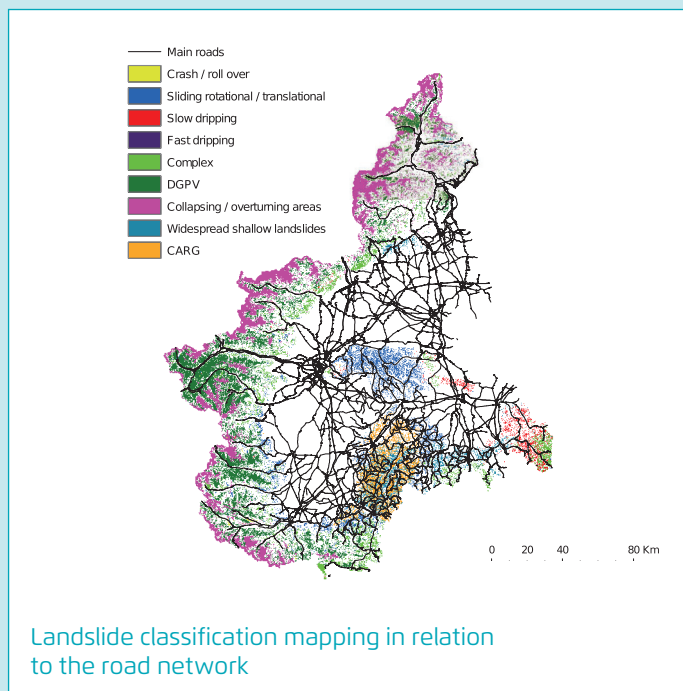 Main roads
Crash / roll over
Sliding rotational / translational
Slow dripping
Fast dripping
Complex
DGPV
Collapsing / overturning areas
Widespread shallow landslides
CARG
0 20 40 80 Km
Landslide classification mapping in relation
to the road network